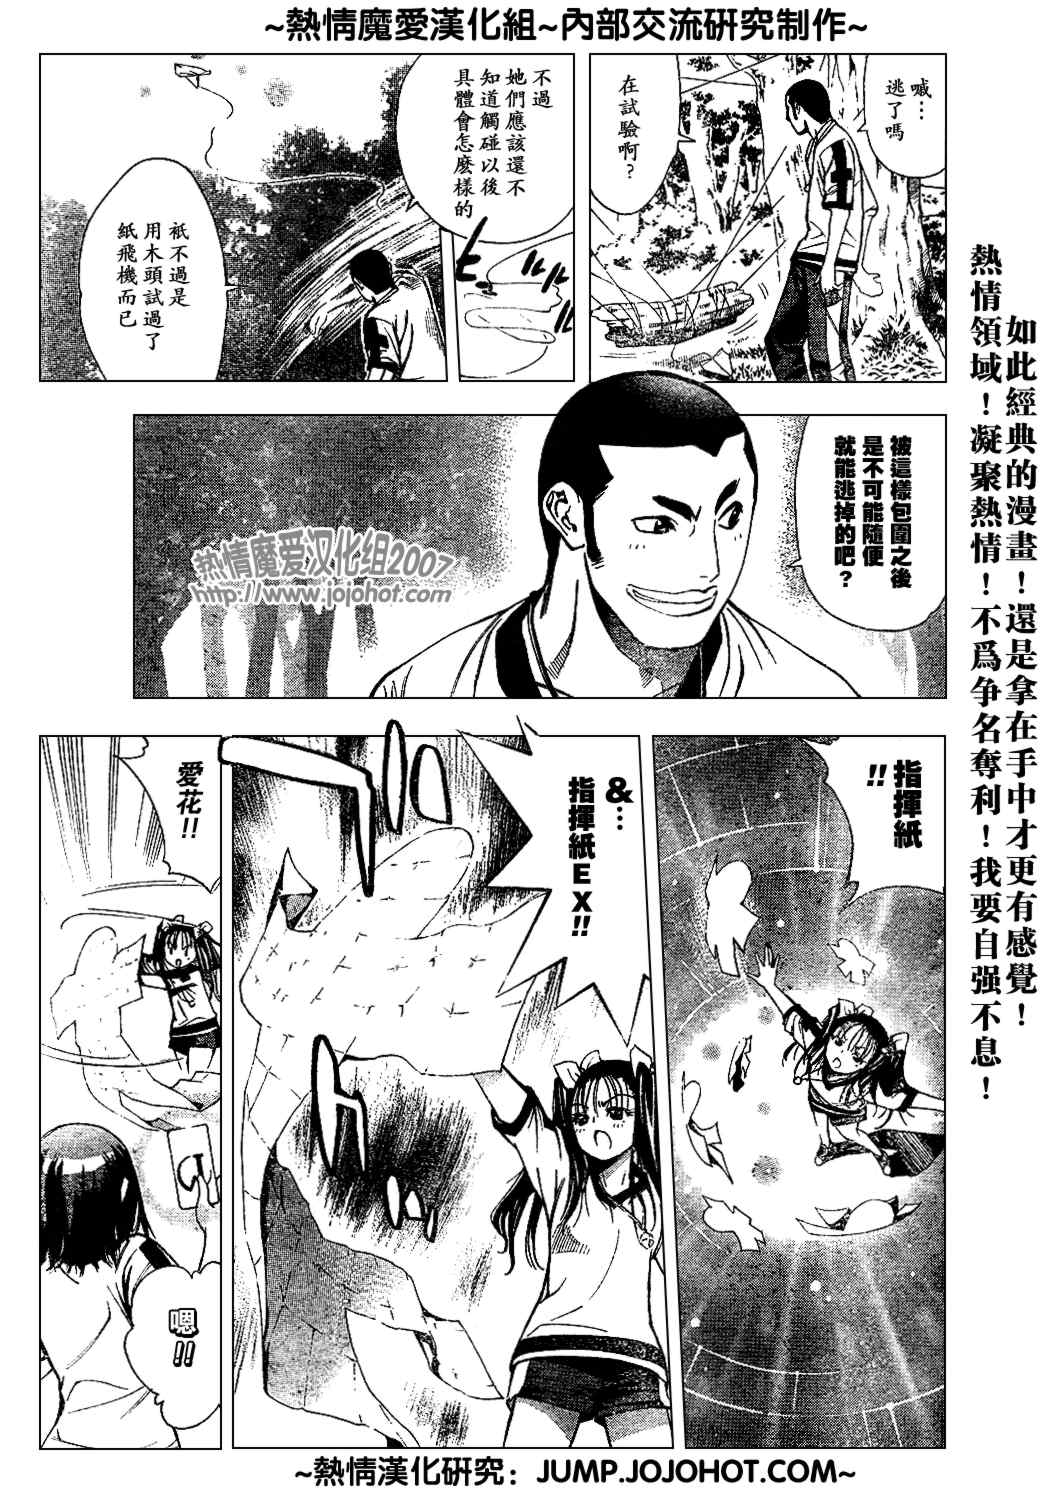 ~熱情魔愛漢化組~內部交流研究制作~
喊…
逃了嗎
在試驗啊?
不過
她們應該還不
知道觸碰以後
具體會怎麼樣的
祇不過是
用木頭試過了
紙飛機而已
被這樣包圍之後
是不可能隨便
就能逃掉的吧?
熱情魔爱汉化组2007
http://www.jojohot.com
指揮紙
!!
&…
指揮紙EX!!
愛花!!
嗯!!
如此經典的漫畫!還是拿在手中才更有感覺!
熱情領域!凝聚熱情!不爲争名奪利!我要自强不息!
~熱情漢化研究:JUMP.JOJOHOT.COM~